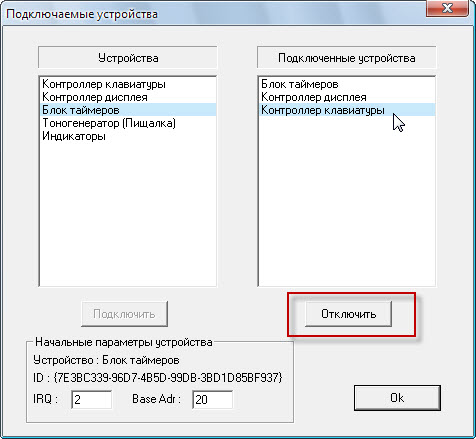 Подключаемые устройства
Устройства
Контроллер клавиатуры
Контроллер дисплея
Блок таймеров
Тоногенератор (Пищалка)
Индикаторы
Подключить
Подключенные устройства
Блок таймеров
Контроллер дисплея
Контроллер клавиатуры
Отключить
Начальные параметры устройства
Устройство : Блок таймеров
ID : {7E3BC339-96D7-4B5D-99DB-3BD1D85BF937}
IRQ : 2 Base Adr : 20
Ok